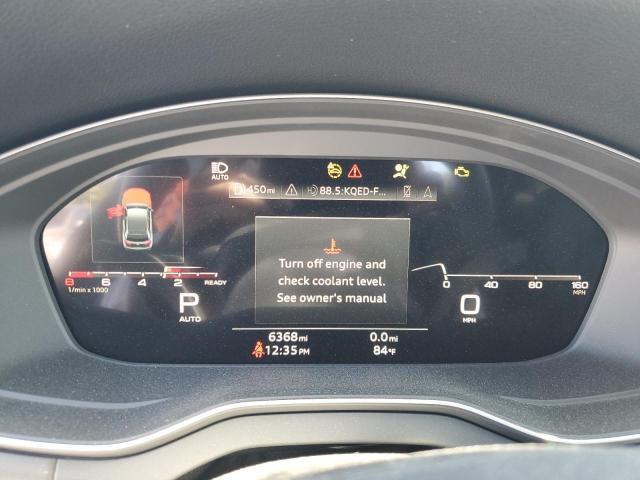 AUTO
450mi 88.5:KQED-F...
Turn off engine and
check coolant level.
See owner's manual
8 6 4 2 READY
1/min x 1000
P
AUTO
0 40 80 120 160
MPH
0
MPH
6368mi 0.0mi
12:35PM 84°F